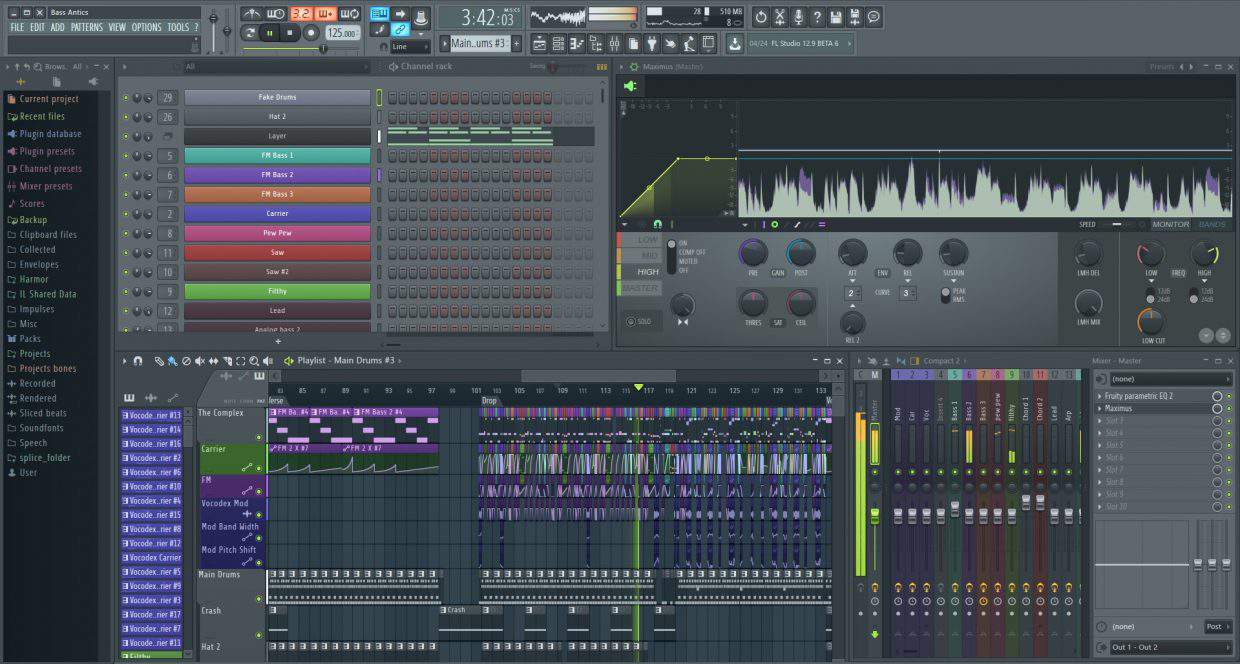 Bass Antics
FILE EDIT ADD PATTERNS VIEW OPTIONS TOOLS ?
3.2
125.000
Line
3:42:03
M:S:CS
Main...ums #3
28
510 MB
8
04/24 FL Studio 12.9 BETA 6
Brows.. All
Current project
Recent files
Plugin database
Plugin presets
Channel presets
Mixer presets
Scores
Backup
Clipboard files
Collected
Envelopes
Harmor
IL Shared Data
Impulses
Misc
Packs
Projects
Projects bones
Recorded
Rendered
Sliced beats
Soundfonts
Speech
splice_folder
User
All
Channel rack
Swing
29 Fake Drums
26 Hat 2
Layer
5 FM Bass 1
6 FM Bass 2
7 FM Bass 3
2 Carrier
8 Pew Pew
11 Saw
10 Saw #2
9 Filthy
12 Lead
13 Analog bass 2
+
Maximus (Master)
Presets
SPEED
MONITOR
BANDS
LOW
MID
HIGH
MASTER
SOLO
ON
COMP OFF
MUTED
OFF
PRE
GAIN
POST
THRES
SAT
CEIL
ATT
ENV
REL
SUSTAIN
2
CURVE
3
PEAK
RMS
REL 2
LMH DEL
LMH MIX
LOW
FREQ
HIGH
12dB
24dB
12dB
24dB
LOW CUT
Playlist - Main Drums #3
83 85 87 89 91 93 95 97 101 103 105 107 109 111 113 115 117 119 121 123 125 127 129 131 133
Verse
Drop
Vocode..rier #13
Vocode..rier #14
Vocode..rier #16
Vocode..rier #2
Vocode..rier #6
Vocode..rier #10
Vocode..rier #4
Vocode..rier #15
Vocode..rier #8
Vocode..rier #12
Vocodex Carrier
Vocode..rier #5
Vocode..rier #9
Vocode..rier #3
Vocode..rier #17
Vocode..rier #7
Vocode..rier #11
Filthy
The Complex
FM Ba..#4
FM Ba..#4
FM Bass 2 #4
Carrier
FM 2 X #7
FM 2 X #7
FM
Vocodex Mod
Mod Band Width
Mod Pitch Shift
Main Drums
Crash
Crash
Hat 2
Compact 2
Mixer - Master
C M 1 2 3 4 5 6 7 8 9 10 11 12 13
Master
Mod
Car
Voc
Insert 4
Bass 1
Bass 2
Bass 3
pew pew
filthy
Chord 1
Chord 2
Lead
Arp
(none)
Fruity parametric EQ 2
Maximus
Slot 3
Slot 4
Slot 5
Slot 6
Slot 7
Slot 8
Slot 9
Slot 10
(none)
Post
Out 1 - Out 2